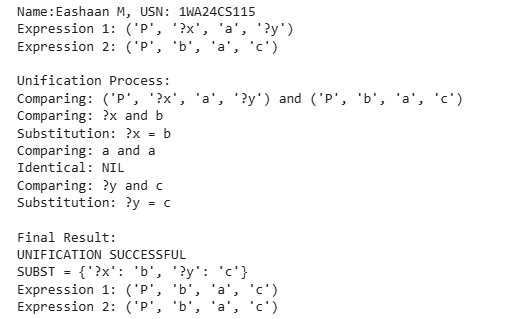 Name:Eashaan M, USN: 1WA24CS115
Expression 1: ('P', '?x', 'a', '?y')
Expression 2: ('P', 'b', 'a', 'c')
Unification Process:
Comparing: ('P', '?x', 'a', '?y') and ('P', 'b', 'a', 'c')
Comparing: ?x and b
Substitution: ?x = b
Comparing: a and a
Identical: NIL
Comparing: ?y and c
Substitution: ?y = c
Final Result:
UNIFICATION SUCCESSFUL
SUBST = {'?x': 'b', '?y': 'c'}
Expression 1: ('P', 'b', 'a', 'c')
Expression 2: ('P', 'b', 'a', 'c')